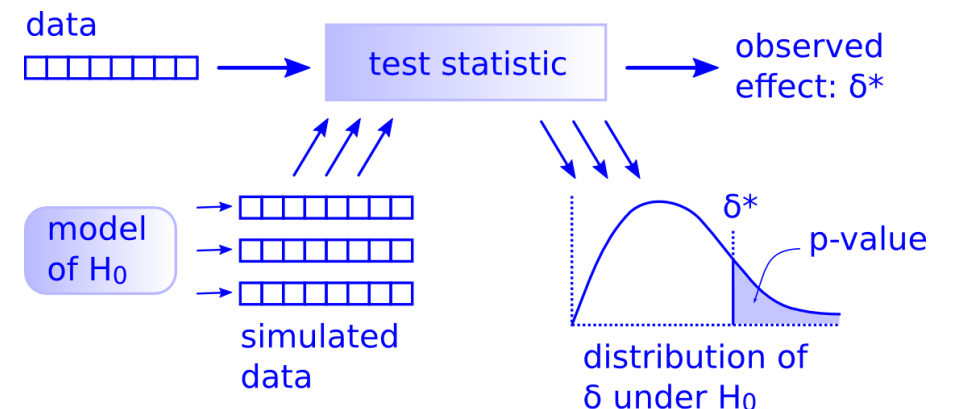 data
test statistic
observed
effect: δ*
model
of H₀
simulated
data
δ*
p-value
distribution of
δ under H₀